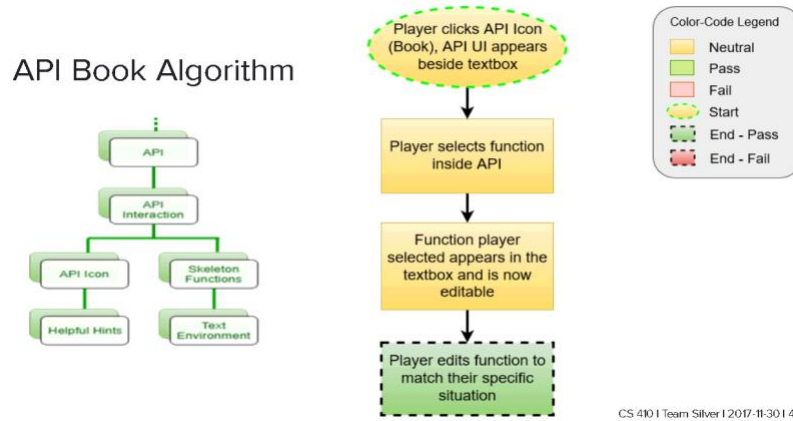 API Book Algorithm
API
API
Interaction
API Icon
Skeleton
Functions
Helpful Hints
Text
Environment
Player clicks API Icon
(Book), API UI appears
beside textbox
Player selects function
inside API
Function player
selected appears in the
textbox and is now
editable
Player edits function to
match their specific
situation
Color-Code Legend
Neutral
Pass
Fail
Start
End - Pass
End - Fail
CS 410 I Team Silver I 2017-11-30 I 4